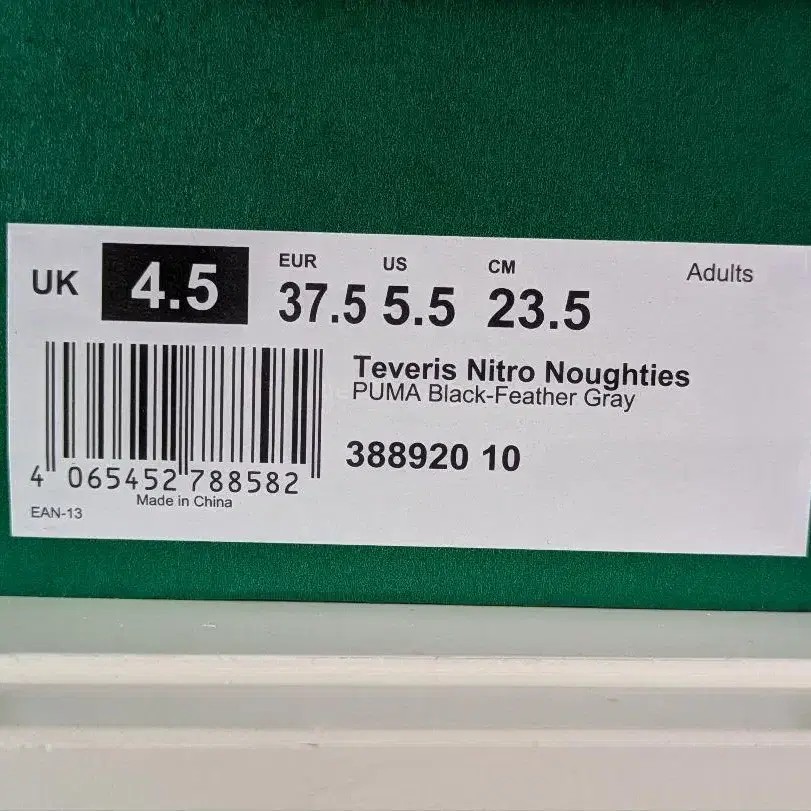 EUR US CM Adults
UK 4.5 37.5 5.5 23.5
Teveris Nitro Noughties
PUMA Black-Feather Gray
388920 10
4 065452 788582
Made in China
EAN-13